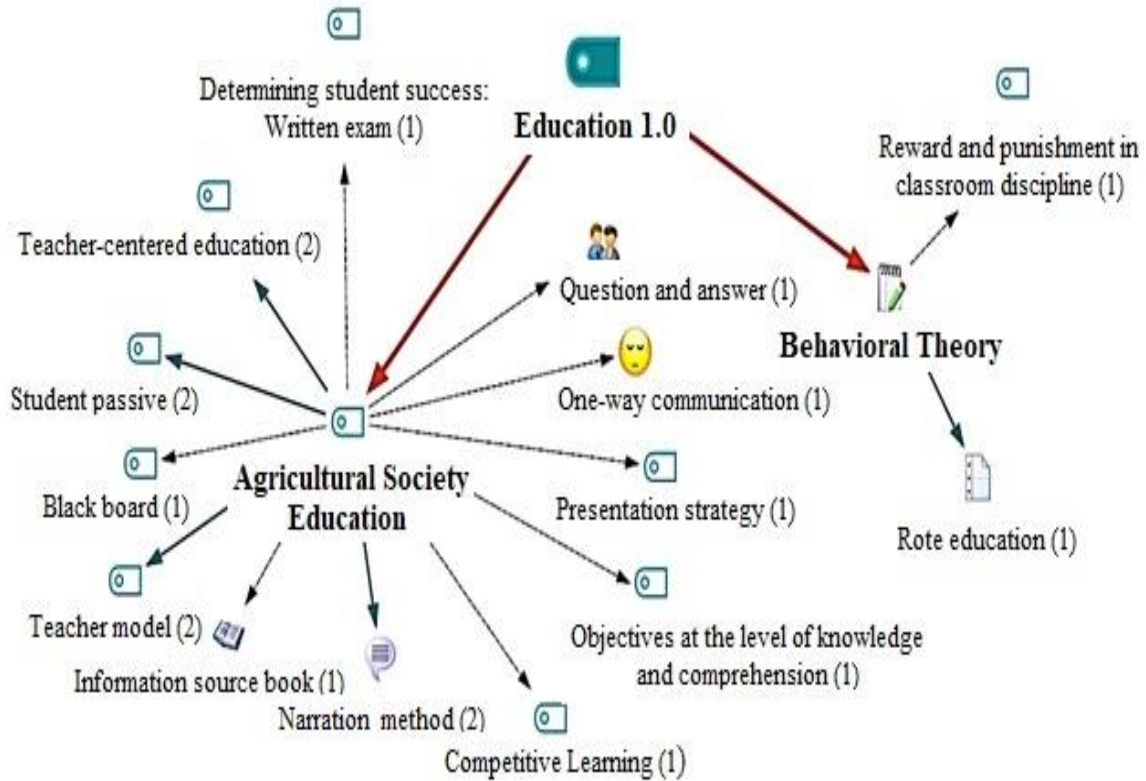 Determining student success:
Written exam (1)
Education 1.0
Reward and punishment in
classroom discipline (1)
Teacher-centered education (2)
Question and answer (1)
Behavioral Theory
Student passive (2)
One-way communication (1)
Agricultural Society
Education
Black board (1)
Presentation strategy (1)
Rote education (1)
Teacher model (2)
Objectives at the level of knowledge
and comprehension (1)
Information source book (1)
Narration method (2)
Competitive Learning (1)